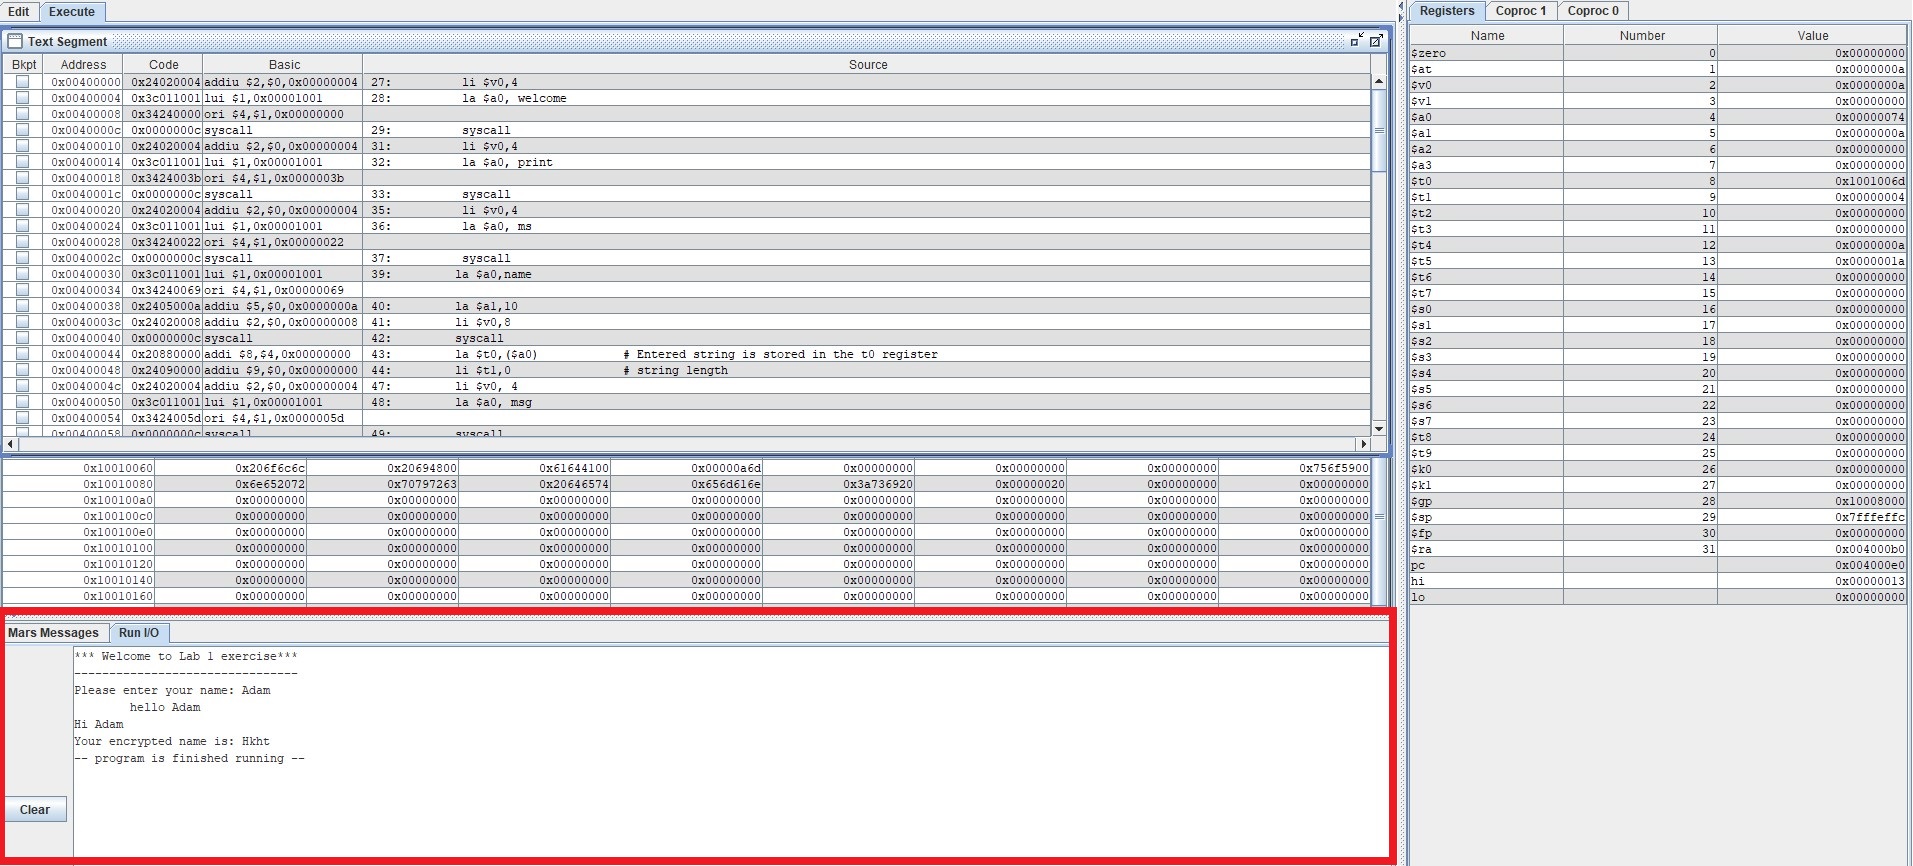 Edit Execute
Text Segment
Bkpt Address Code Basic Source
0x00400000 0x24020004 addiu $2,$0,0x00000004 27: li $v0,4
0x00400004 0x3c011001 lui $1,0x00001001 28: la $a0, welcome
0x00400008 0x34240000 ori $4,$1,0x00000000
0x0040000c 0x0000000c syscall 29: syscall
0x00400010 0x24020004 addiu $2,$0,0x00000004 31: li $v0,4
0x00400014 0x3c011001 lui $1,0x00001001 32: la $a0, print
0x00400018 0x3424003b ori $4,$1,0x0000003b
0x0040001c 0x0000000c syscall 33: syscall
0x00400020 0x24020004 addiu $2,$0,0x00000004 35: li $v0,4
0x00400024 0x3c011001 lui $1,0x00001001 36: la $a0, ms
0x00400028 0x34240022 ori $4,$1,0x00000022
0x0040002c 0x0000000c syscall 37: syscall
0x00400030 0x3c011001 lui $1,0x00001001 39: la $a0,name
0x00400034 0x34240069 ori $4,$1,0x00000069
0x00400038 0x2405000a addiu $5,$0,0x0000000a 40: la $a1,10
0x0040003c 0x24020008 addiu $2,$0,0x00000008 41: li $v0,8
0x00400040 0x0000000c syscall 42: syscall
0x00400044 0x20880000 addi $8,$4,0x00000000 43: la $t0,($a0) # Entered string is stored in the t0 register
0x00400048 0x24090000 addiu $9,$0,0x00000000 44: li $t1,0 # string length
0x0040004c 0x24020004 addiu $2,$0,0x00000004 47: li $v0, 4
0x00400050 0x3c011001 lui $1,0x00001001 48: la $a0, msg
0x00400054 0x3424005d ori $4,$1,0x0000005d
0x00400058 0x0000000c syscall 49: syscall
0x10010060 0x206f6c6c 0x20694800 0x61644100 0x00000a6d 0x00000000 0x00000000 0x00000000 0x756f5900
0x10010080 0x6e652072 0x70797263 0x20646574 0x656d616e 0x3a736920 0x00000020 0x00000000 0x00000000
0x100100a0 0x00000000 0x00000000 0x00000000 0x00000000 0x00000000 0x00000000 0x00000000 0x00000000
0x100100c0 0x00000000 0x00000000 0x00000000 0x00000000 0x00000000 0x00000000 0x00000000 0x00000000
0x100100e0 0x00000000 0x00000000 0x00000000 0x00000000 0x00000000 0x00000000 0x00000000 0x00000000
0x10010100 0x00000000 0x00000000 0x00000000 0x00000000 0x00000000 0x00000000 0x00000000 0x00000000
0x10010120 0x00000000 0x00000000 0x00000000 0x00000000 0x00000000 0x00000000 0x00000000 0x00000000
0x10010140 0x00000000 0x00000000 0x00000000 0x00000000 0x00000000 0x00000000 0x00000000 0x00000000
0x10010160 0x00000000 0x00000000 0x00000000 0x00000000 0x00000000 0x00000000 0x00000000 0x00000000
Mars Messages Run I/O
*** Welcome to Lab 1 exercise***
--------------------------------
Please enter your name: Adam
hello Adam
Hi Adam
Your encrypted name is: Hkht
-- program is finished running --
Clear
Registers Coproc 1 Coproc 0
Name Number Value
$zero 0 0x00000000
$at 1 0x0000000a
$v0 2 0x0000000a
$v1 3 0x00000000
$a0 4 0x00000074
$a1 5 0x0000000a
$a2 6 0x00000000
$a3 7 0x00000000
$t0 8 0x1001006d
$t1 9 0x00000004
$t2 10 0x00000000
$t3 11 0x00000000
$t4 12 0x0000000a
$t5 13 0x0000001a
$t6 14 0x00000000
$t7 15 0x00000000
$s0 16 0x00000000
$s1 17 0x00000000
$s2 18 0x00000000
$s3 19 0x00000000
$s4 20 0x00000000
$s5 21 0x00000000
$s6 22 0x00000000
$s7 23 0x00000000
$t8 24 0x00000000
$t9 25 0x00000000
$k0 26 0x00000000
$k1 27 0x00000000
$gp 28 0x10008000
$sp 29 0x7fffeffc
$fp 30 0x00000000
$ra 31 0x004000b0
pc 0x004000e0
hi 0x00000013
lo 0x00000000